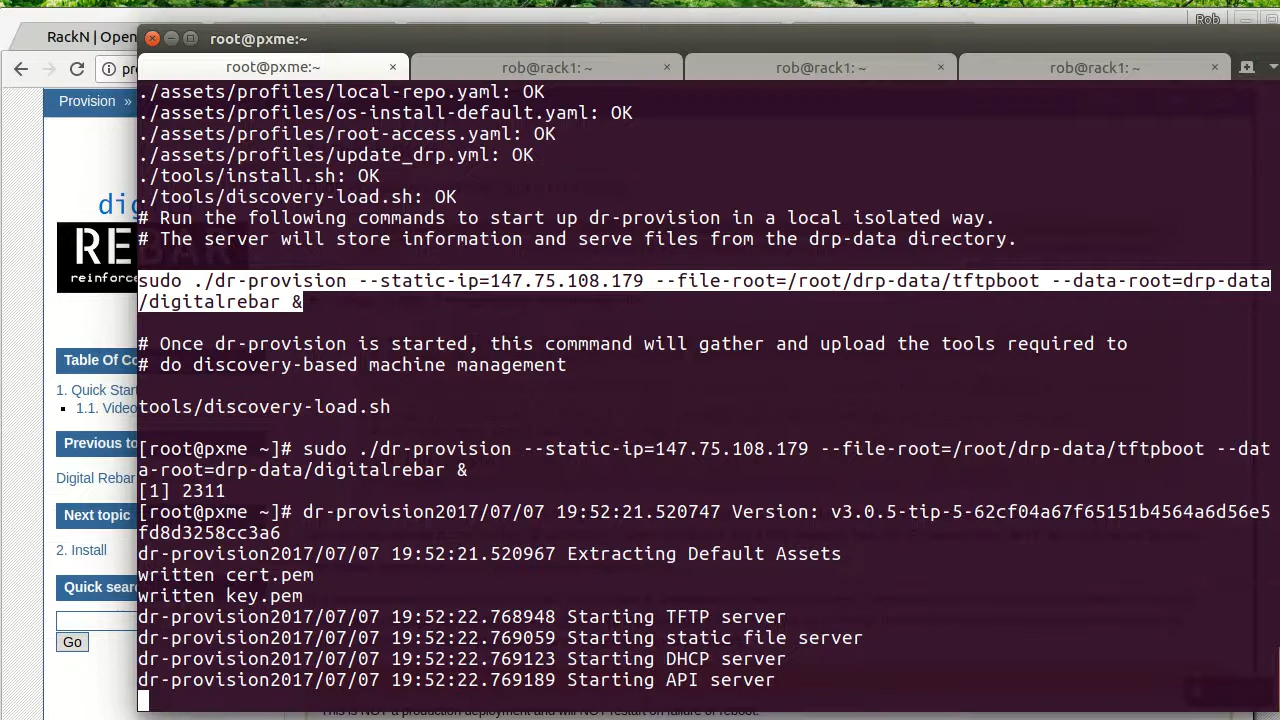 Rob
RackN | Open
root@pxme:~
root@pxme:~ ×
rob@rack1: ~ ×
rob@rack1: ~ ×
rob@rack1: ~ ×
Provision »
dig
RE
reinforce
Table Of Co
1. Quick Star
1.1. Video
Previous to
Digital Rebar
Next topic
2. Install
Quick sear
Go
./assets/profiles/local-repo.yaml: OK
./assets/profiles/os-install-default.yaml: OK
./assets/profiles/root-access.yaml: OK
./assets/profiles/update_drp.yml: OK
./tools/install.sh: OK
./tools/discovery-load.sh: OK
# Run the following commands to start up dr-provision in a local isolated way.
# The server will store information and serve files from the drp-data directory.
sudo ./dr-provision --static-ip=147.75.108.179 --file-root=/root/drp-data/tftpboot --data-root=drp-data
/digitalrebar &
# Once dr-provision is started, this commmand will gather and upload the tools required to
# do discovery-based machine management
tools/discovery-load.sh
[root@pxme ~]# sudo ./dr-provision --static-ip=147.75.108.179 --file-root=/root/drp-data/tftpboot --dat
a-root=drp-data/digitalrebar &
[1] 2311
[root@pxme ~]# dr-provision2017/07/07 19:52:21.520747 Version: v3.0.5-tip-5-62cf04a67f65151b4564a6d56e5
fd8d3258cc3a6
dr-provision2017/07/07 19:52:21.520967 Extracting Default Assets
written cert.pem
written key.pem
dr-provision2017/07/07 19:52:22.768948 Starting TFTP server
dr-provision2017/07/07 19:52:22.769059 Starting static file server
dr-provision2017/07/07 19:52:22.769123 Starting DHCP server
dr-provision2017/07/07 19:52:22.769189 Starting API server